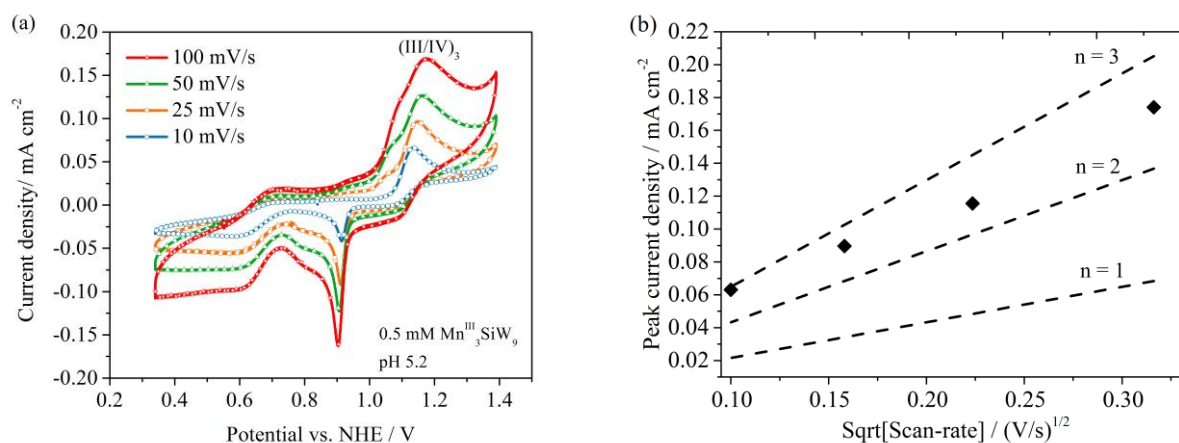 (a)
0.20
0.15
0.10
0.05
0.00
-0.05
-0.10
-0.15
-0.20
Current density/ mA cm⁻²
100 mV/s
50 mV/s
25 mV/s
10 mV/s
(III/IV)₃
0.5 mM Mnᴵᴵᴵ₃SiW₉
pH 5.2
0.2 0.4 0.6 0.8 1.0 1.2 1.4
Potential vs. NHE / V
(b)
0.20
0.18
0.16
0.14
0.12
0.10
0.08
0.06
0.04
0.02
Peak current density/ mA cm⁻²
n = 3
n = 2
n = 1
0.10 0.15 0.20 0.25 0.30
Sqrt[Scan-rate] / (V/s)¹ᐟ²